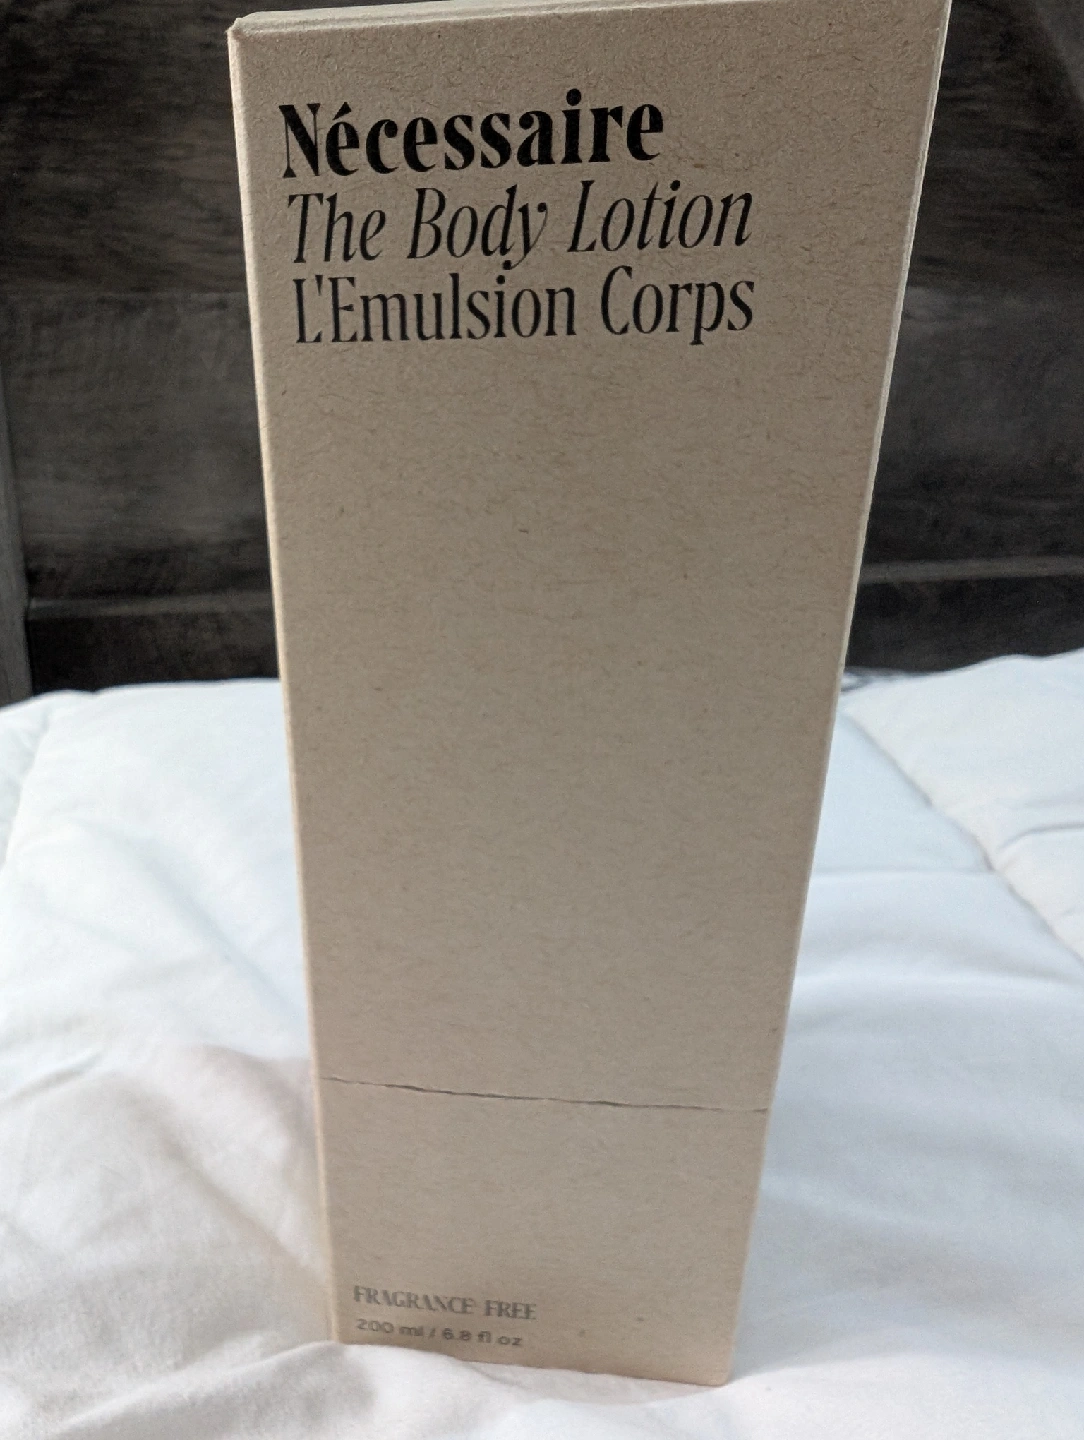 Nécessaire
The Body Lotion
L'Emulsion Corps
FRAGRANCE FREE
200 ml / 6.8 fl oz